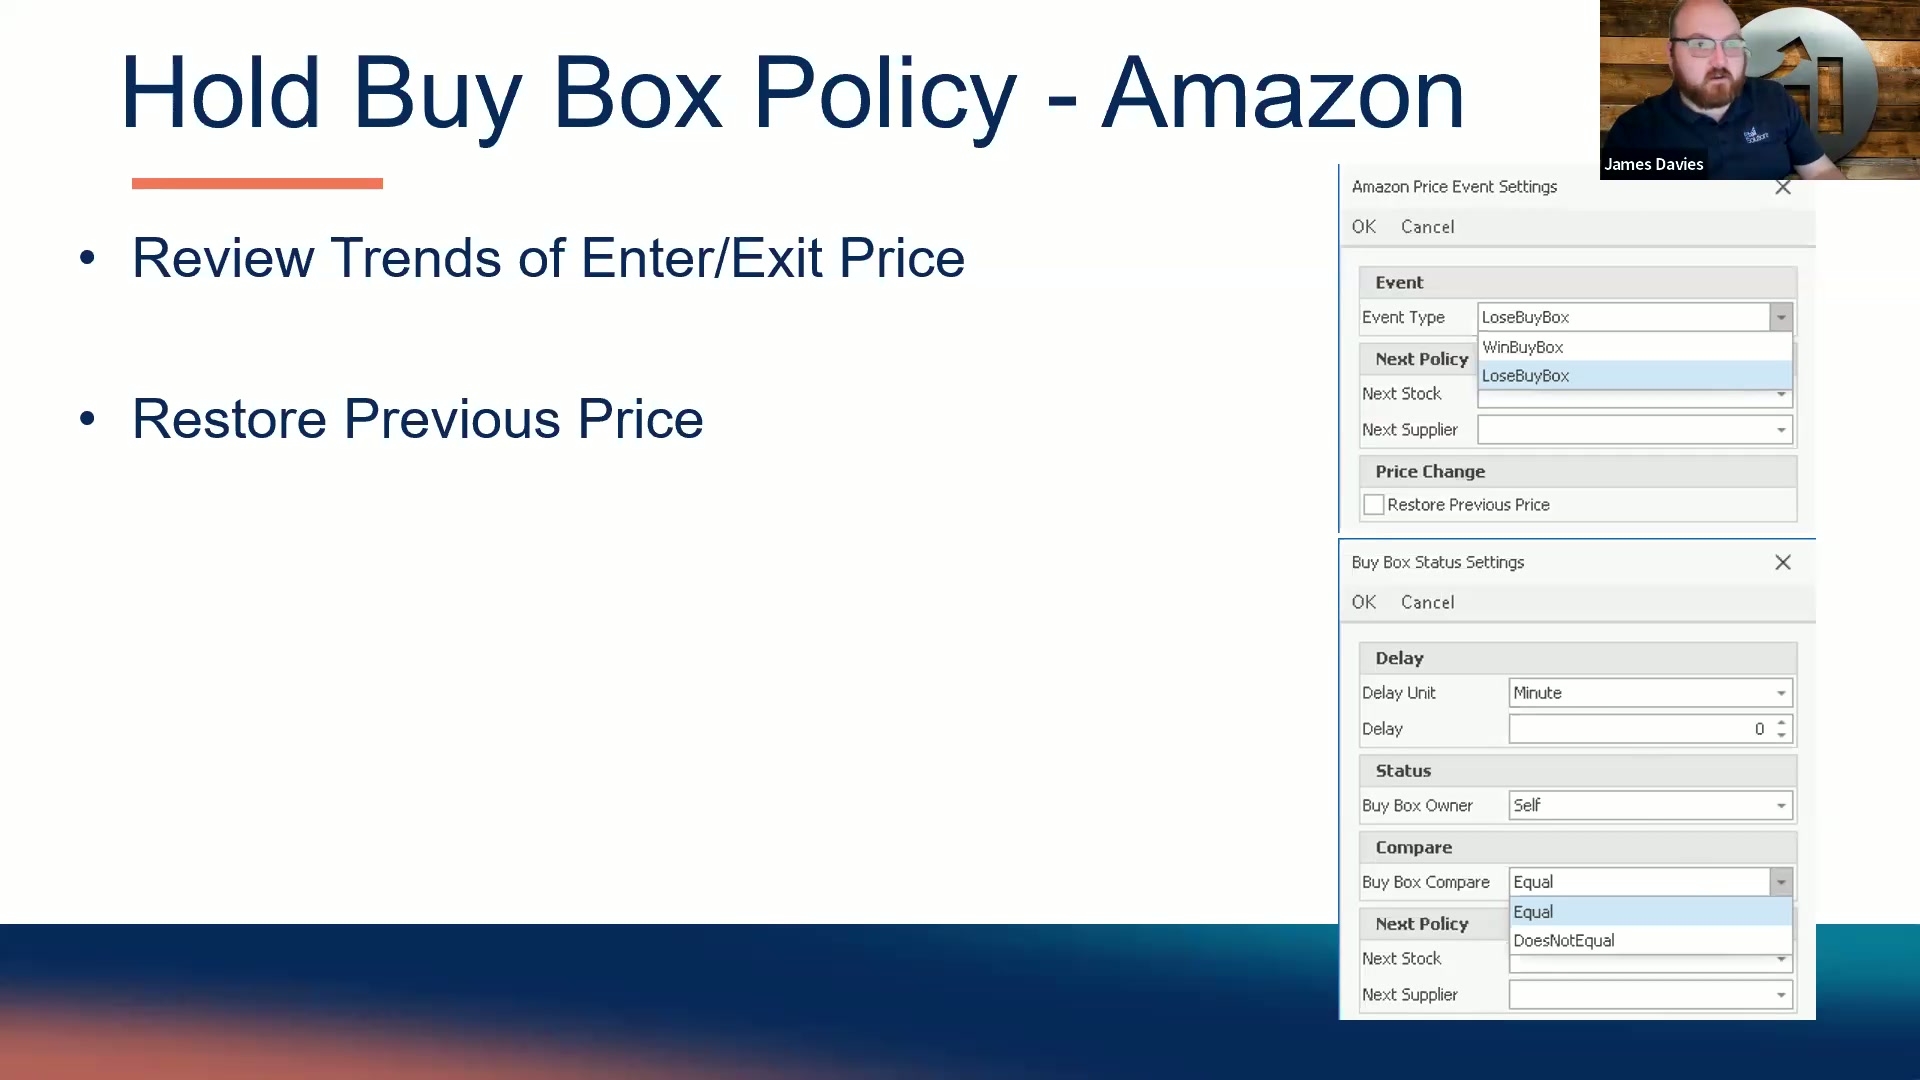 Hold Buy Box Policy - Amazon
James Davies
• Review Trends of Enter/Exit Price
• Restore Previous Price
Amazon Price Event Settings
OK Cancel
Event
Event Type LoseBuyBox
WinBuyBox
Next Policy
LoseBuyBox
Next Stock
Next Supplier
Price Change
Restore Previous Price
Buy Box Status Settings
OK Cancel
Delay
Delay Unit Minute
Delay 0
Status
Buy Box Owner Self
Compare
Buy Box Compare Equal
Equal
Next Policy
DoesNotEqual
Next Stock
Next Supplier